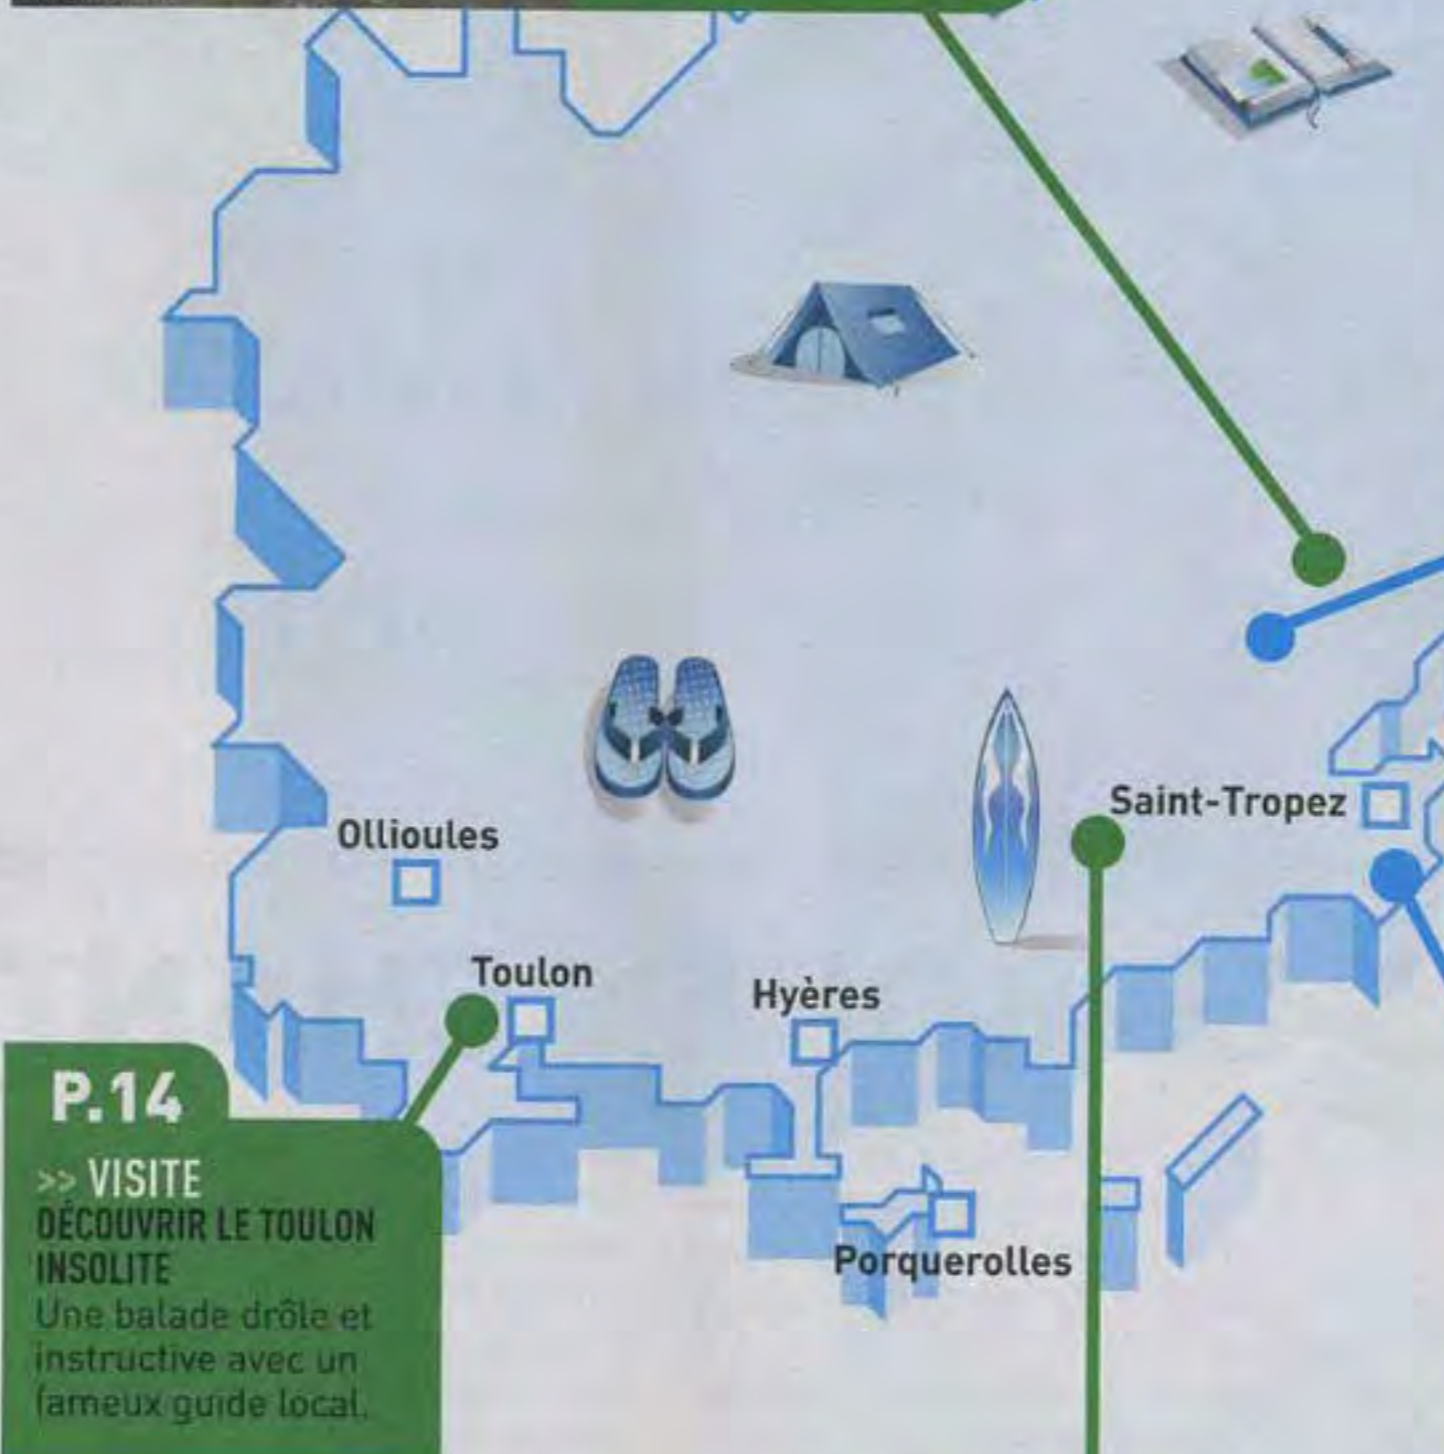 Saint-Tropez
Ollioules
Toulon
Hyères
Porquerolles
P.14
>> VISITE
DÉCOUVRIR LE TOULON
INSOLITE
Une balade drôle et
instructive avec un
fameux guide local.